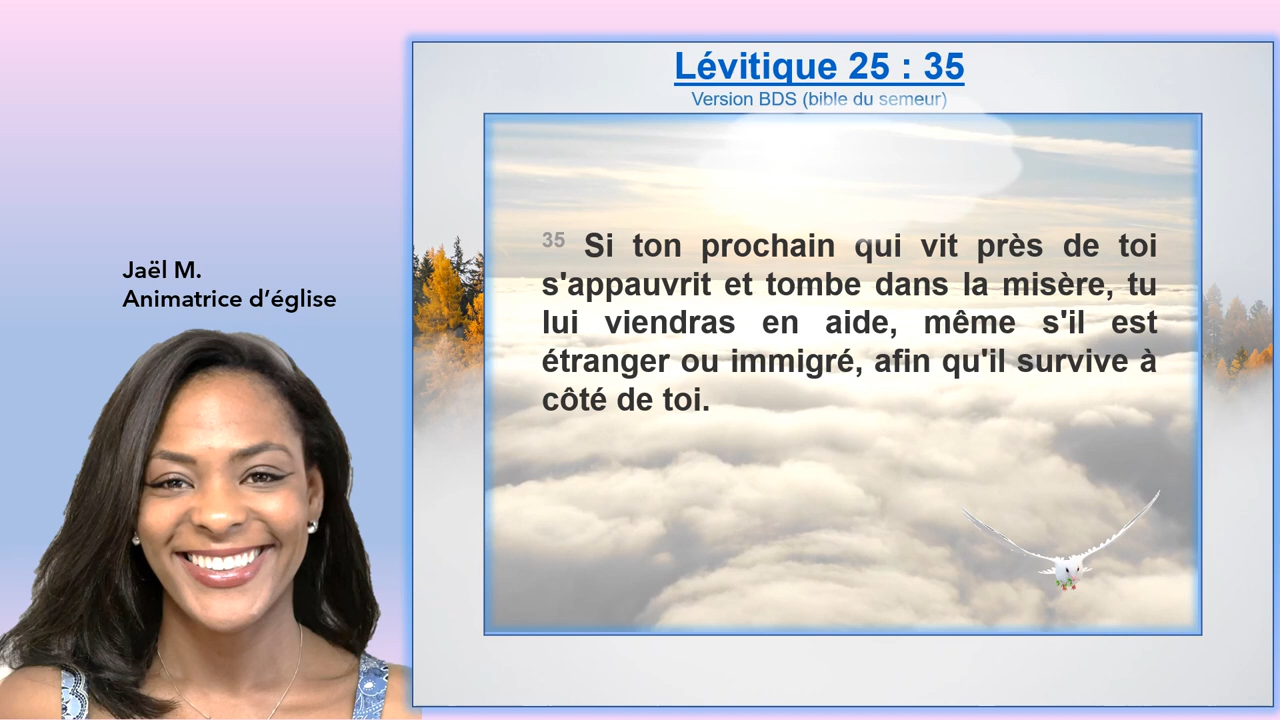 Lévitique 25 : 35
Version BDS (bible du semeur)
35 Si ton prochain qui vit près de toi
s'appauvrit et tombe dans la misère, tu
lui viendras en aide, même s'il est
étranger ou immigré, afin qu'il survive à
côté de toi.
Jaël M.
Animatrice d’église